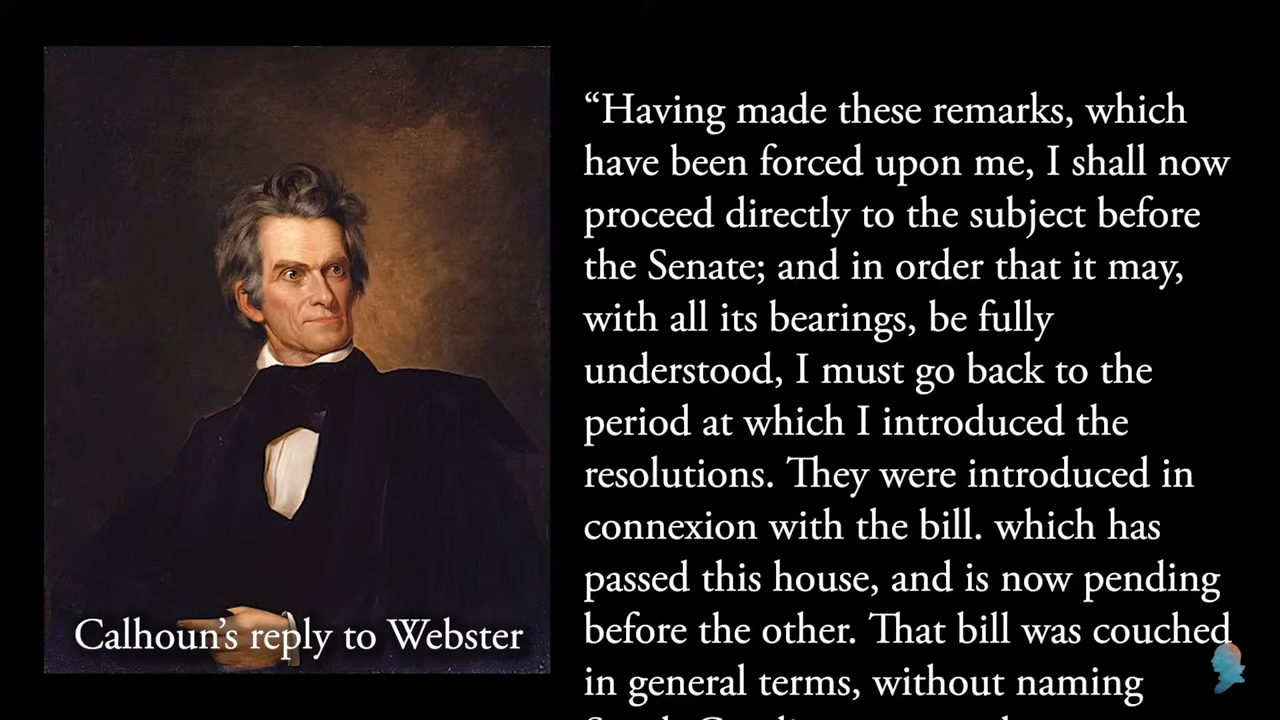 “Having made these remarks, which
have been forced upon me, I shall now
proceed directly to the subject before
the Senate; and in order that it may,
with all its bearings, be fully
understood, I must go back to the
period at which I introduced the
resolutions. They were introduced in
connexion with the bill. which has
passed this house, and is now pending
before the other. That bill was couched
in general terms, without naming
Calhoun’s reply to Webster